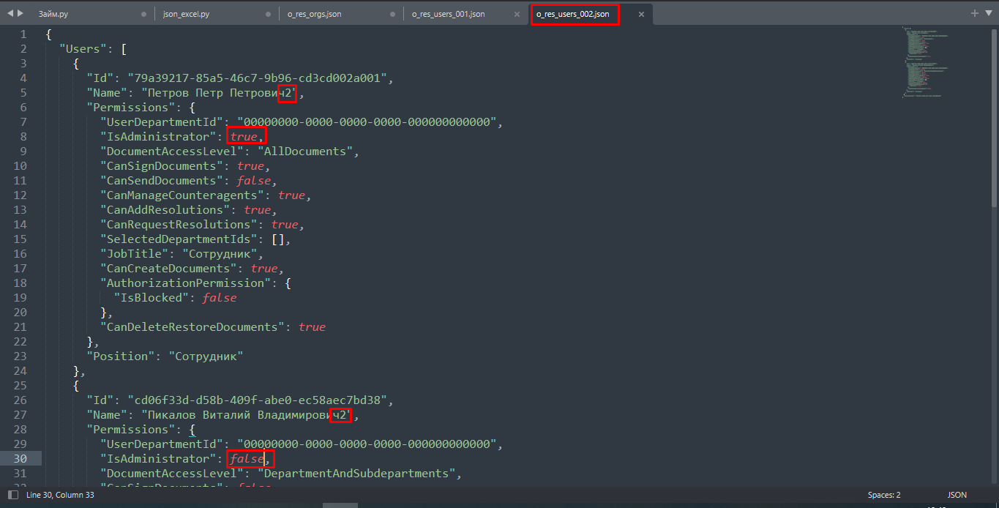 Займ.py json_excel.py o_res_orgs.json o_res_users_001.json o_res_users_002.json
1 {
2 "Users": [
3 {
4 "Id": "79a39217-85a5-46c7-9b96-cd3cd002a001",
5 "Name": "Петров Петр Петрович2",
6 "Permissions": {
7 "UserDepartmentId": "00000000-0000-0000-0000-000000000000",
8 "IsAdministrator": true,
9 "DocumentAccessLevel": "AllDocuments",
10 "CanSignDocuments": true,
11 "CanSendDocuments": false,
12 "CanManageCounteragents": true,
13 "CanAddResolutions": true,
14 "CanRequestResolutions": true,
15 "SelectedDepartmentIds": [],
16 "JobTitle": "Сотрудник",
17 "CanCreateDocuments": true,
18 "AuthorizationPermission": {
19 "IsBlocked": false
20 },
21 "CanDeleteRestoreDocuments": true
22 },
23 "Position": "Сотрудник"
24 },
25 {
26 "Id": "cd06f33d-d58b-409f-abe0-ec58aec7bd38",
27 "Name": "Пикалов Виталий Владимирович2",
28 "Permissions": {
29 "UserDepartmentId": "00000000-0000-0000-0000-000000000000",
30 "IsAdministrator": false,
31 "DocumentAccessLevel": "DepartmentAndSubdepartments",
Line 30, Column 33 Spaces: 2 JSON